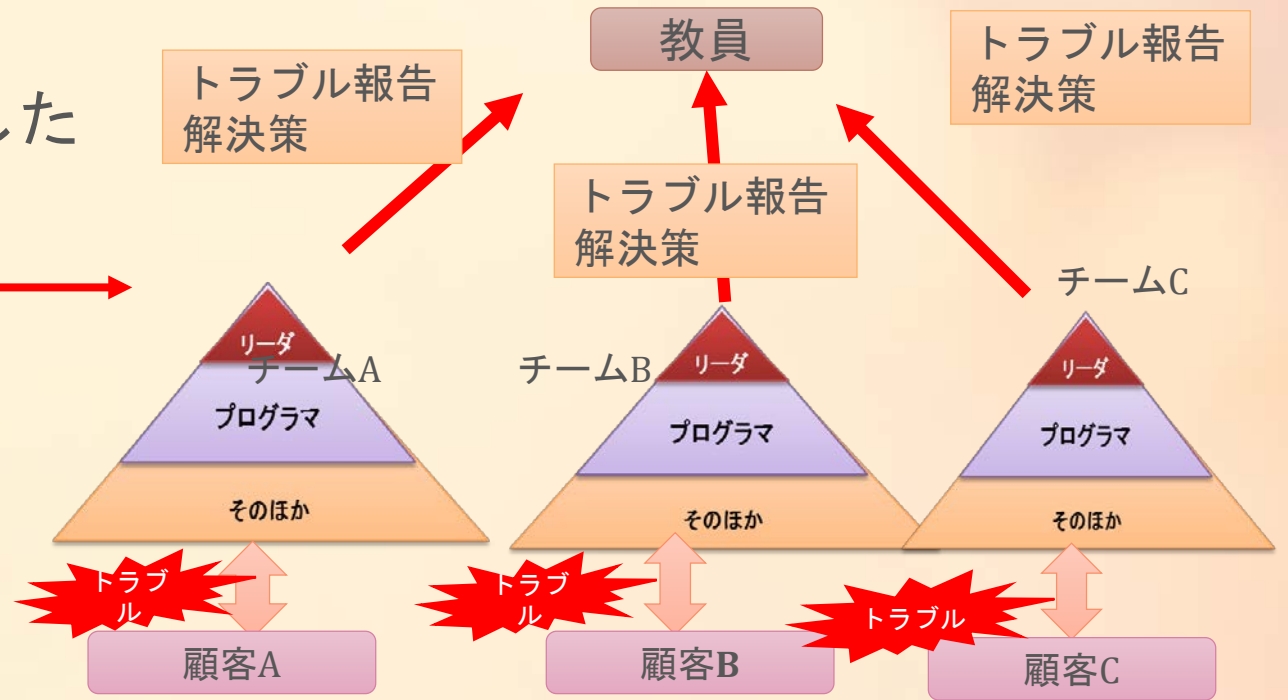 教員
トラブル報告
解決策
トラブル報告
解決策
した
トラブル報告
解決策
チームC
リーダ
チームA
プログラマ
そのほか
チームB
リーダ
プログラマ
そのほか
リーダ
プログラマ
そのほか
トラブ
ル
トラブ
ル
トラブル
顧客A
顧客B
顧客C